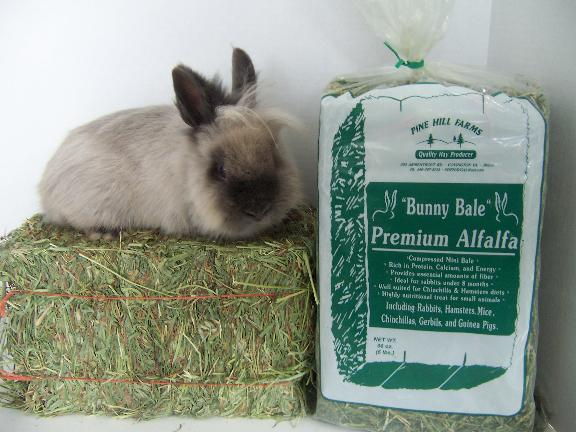 PINE HILL FARMS
Quality Hay Producer
"Bunny Bale"
Premium Alfalfa
·Compressed Mini Bale·
· Rich in Protein, Calcium, and Energy ·
· Provides essential amounts of fiber ·
· Ideal for rabbits under 8 months ·
· Well suited for Chinchilla & Hamsters diets ·
· Highly nutritional treat for small animals ·
Including Rabbits, Hamsters, Mice,
Chinchillas, Gerbils, and Guinea Pigs.
NET WT.